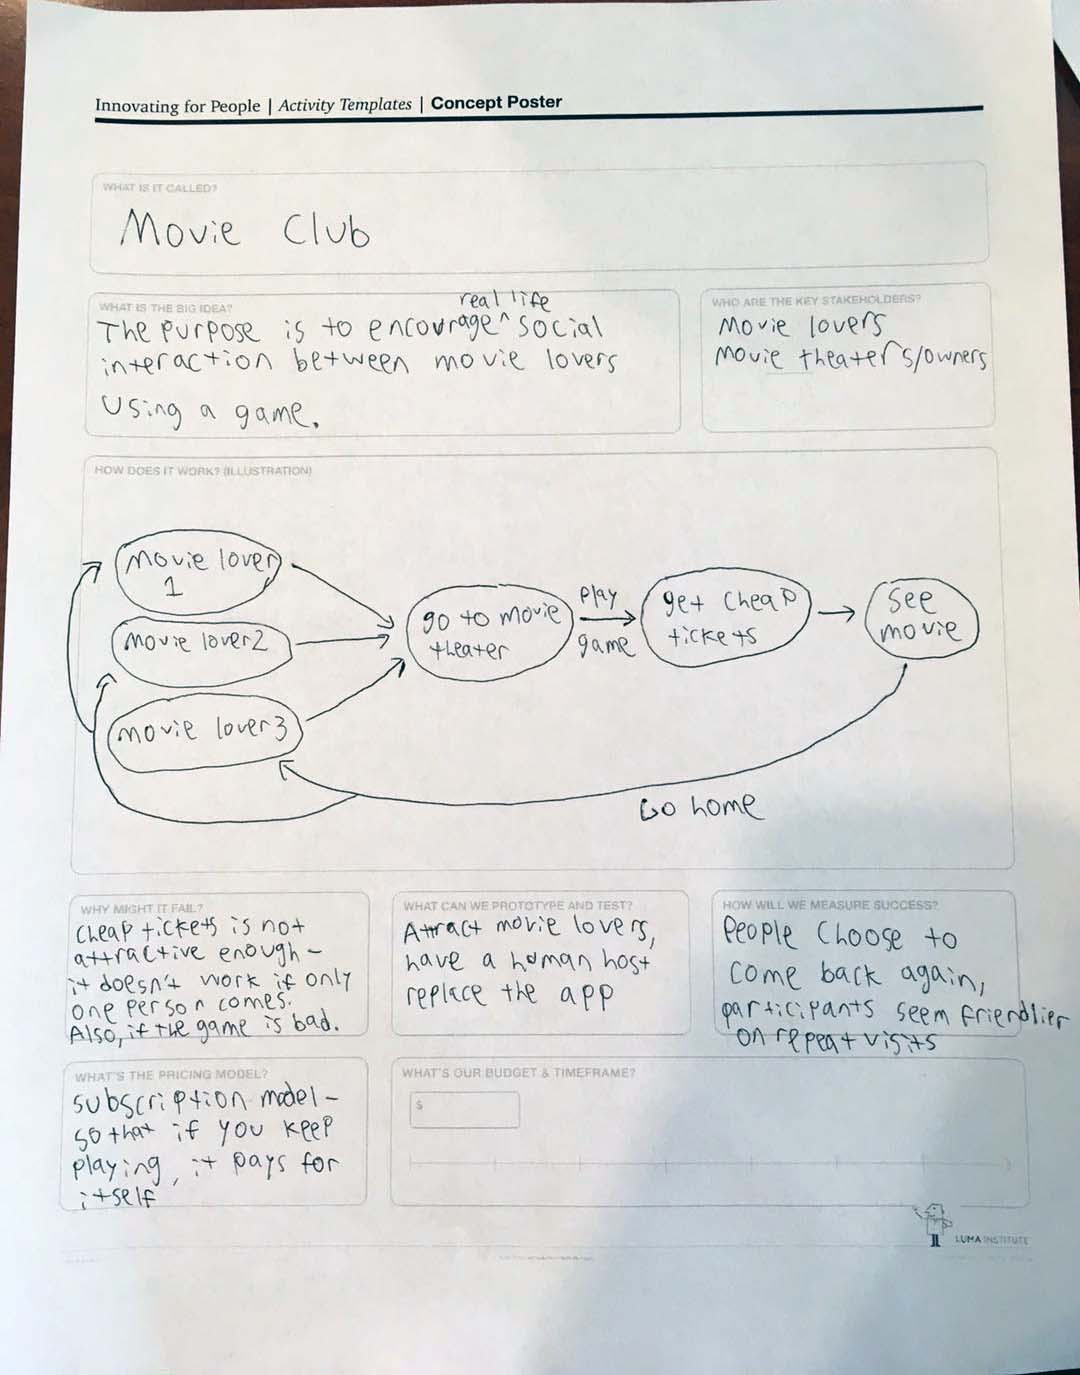 Innovating for People | Activity Templates | Concept Poster
WHAT IS IT CALLED?
Movie Club
WHAT IS THE BIG IDEA?
real life
The purpose is to encourage ^ social
interaction between movie lovers
using a game.
WHO ARE THE KEY STAKEHOLDERS?
Movie lovers
Movie theaters/owners
HOW DOES IT WORK? (ILLUSTRATION)
Movie lover
1
Movie lover2
movie lover3
go to movie
theater
play
game
get cheap
tickets
see
movie
Go home
WHY MIGHT IT FAIL?
Cheap tickets is not
attractive enough -
it doesn't work if only
one person comes.
Also, if the game is bad.
WHAT CAN WE PROTOTYPE AND TEST?
Attract movie lovers,
have a human host
replace the app
HOW WILL WE MEASURE SUCCESS?
People choose to
come back again,
participants seem friendlier
on repeat visits
WHAT'S THE PRICING MODEL?
subscription model -
so that if you keep
playing, it pays for
itself
WHAT'S OUR BUDGET & TIMEFRAME?
$
LUMA INSTITUTE